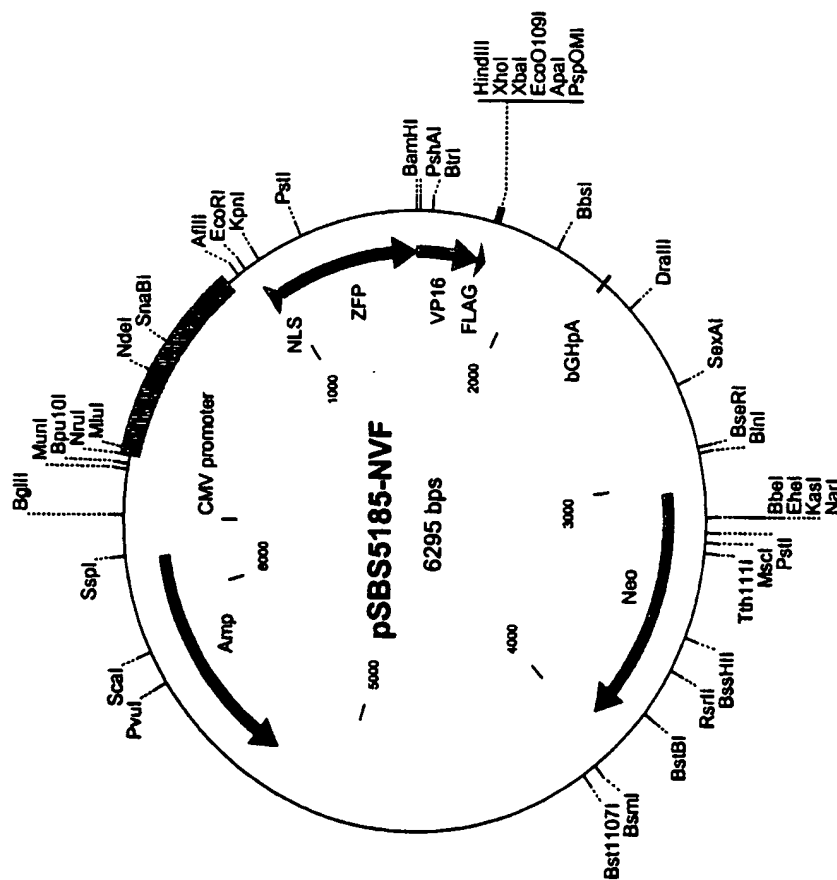 pSBS5185-NVF
6295 bps
BglII
MunI
Bpu10I
NruI
MluI
NdeI
SnaBI
AflII
EcoRI
KpnI
PstI
BamHI
PshAI
BtrI
HindIII
XhoI
XbaI
EcoO109I
ApaI
PspOMI
BbsI
DraIII
SexAI
BseRI
BlnI
BbeI
EheI
KasI
NarI
PstI
MscI
Tth111I
BssHII
RsrII
BstBI
BsmI
Bst1107I
PvuI
ScaI
SspI
CMV promoter
NLS
ZFP
VP16
FLAG
bGHpA
Neo
Amp
1000
2000
3000
4000
5000
6000